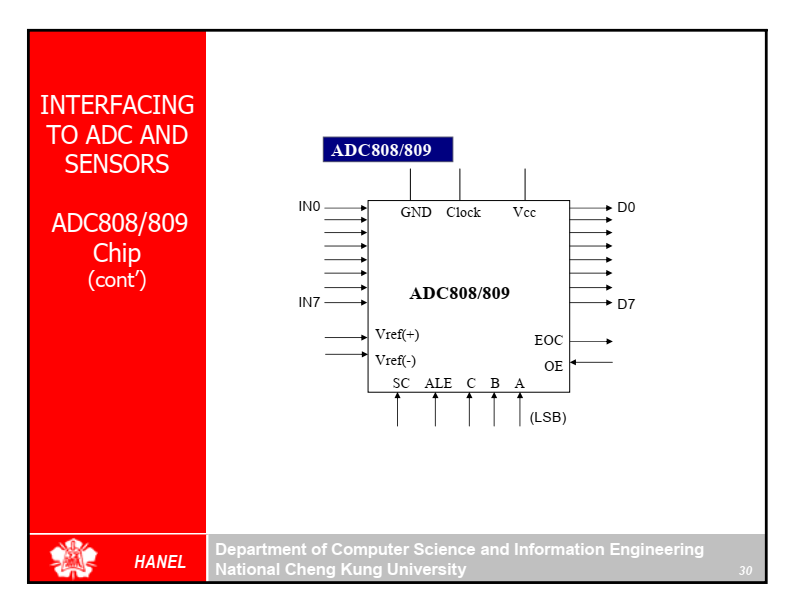 INTERFACING
TO ADC AND
SENSORS
ADC808/809
Chip
(cont’)
ADC808/809
GND Clock Vcc
IN0
D0
ADC808/809
IN7
D7
Vref(+)
EOC
Vref(-)
OE
SC ALE C B A
(LSB)
HANEL
Department of Computer Science and Information Engineering
National Cheng Kung University
30